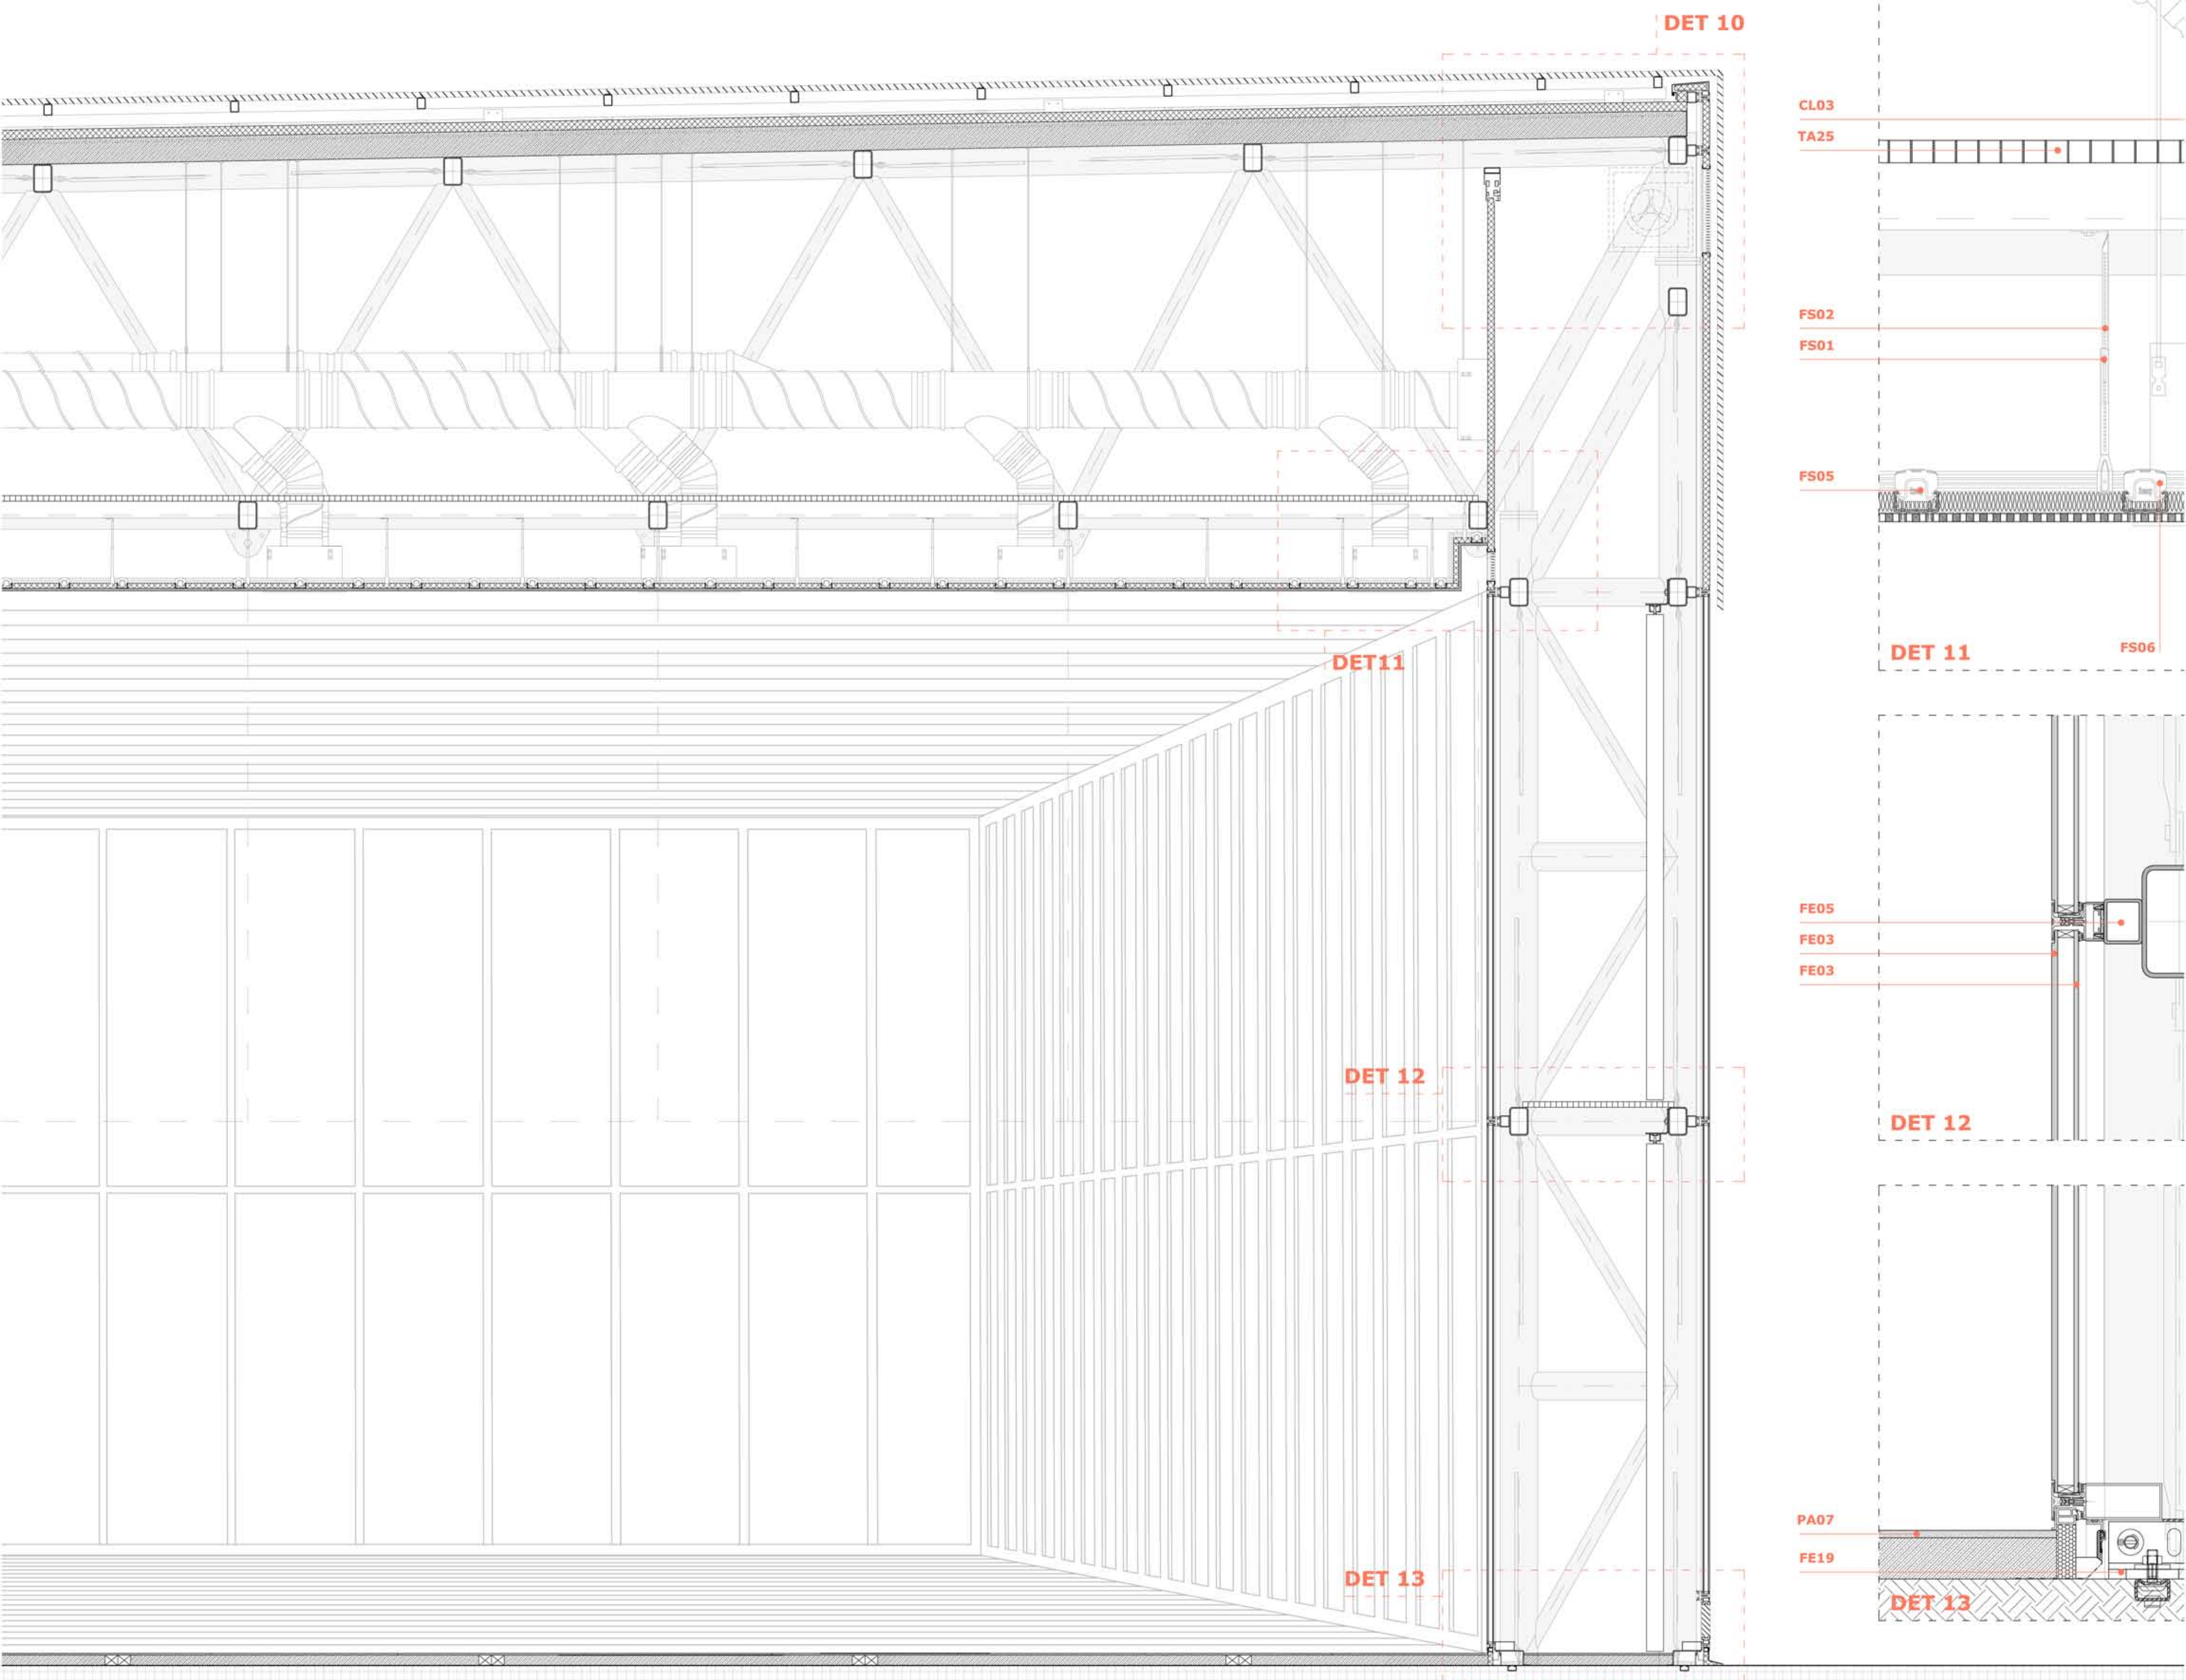 DET 10
CL03
TA25
FS02
FS01
FS05
FS06
DET 11
DET11
FE05
FE03
FE03
DET 12
DET 12
PA07
FE19
DET 13
DET 13